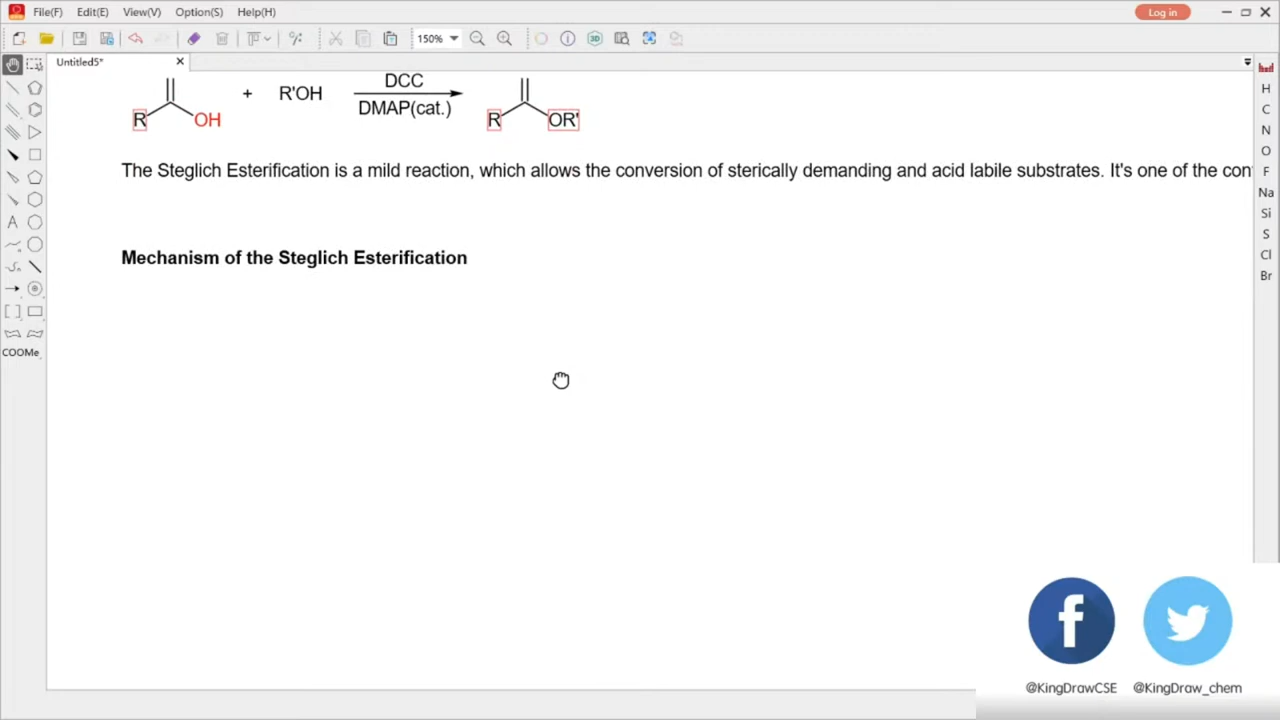 File(F) Edit(E) View(V) Option(S) Help(H) Log in
150%
Untitled5*
R OH + R'OH DCC DMAP(cat.) R OR'
The Steglich Esterification is a mild reaction, which allows the conversion of sterically demanding and acid labile substrates. It's one of the con
Mechanism of the Steglich Esterification
A
COOMe
H
C
N
O
F
Na
Si
S
Cl
Br
3D
f
@KingDrawCSE @KingDraw_chem